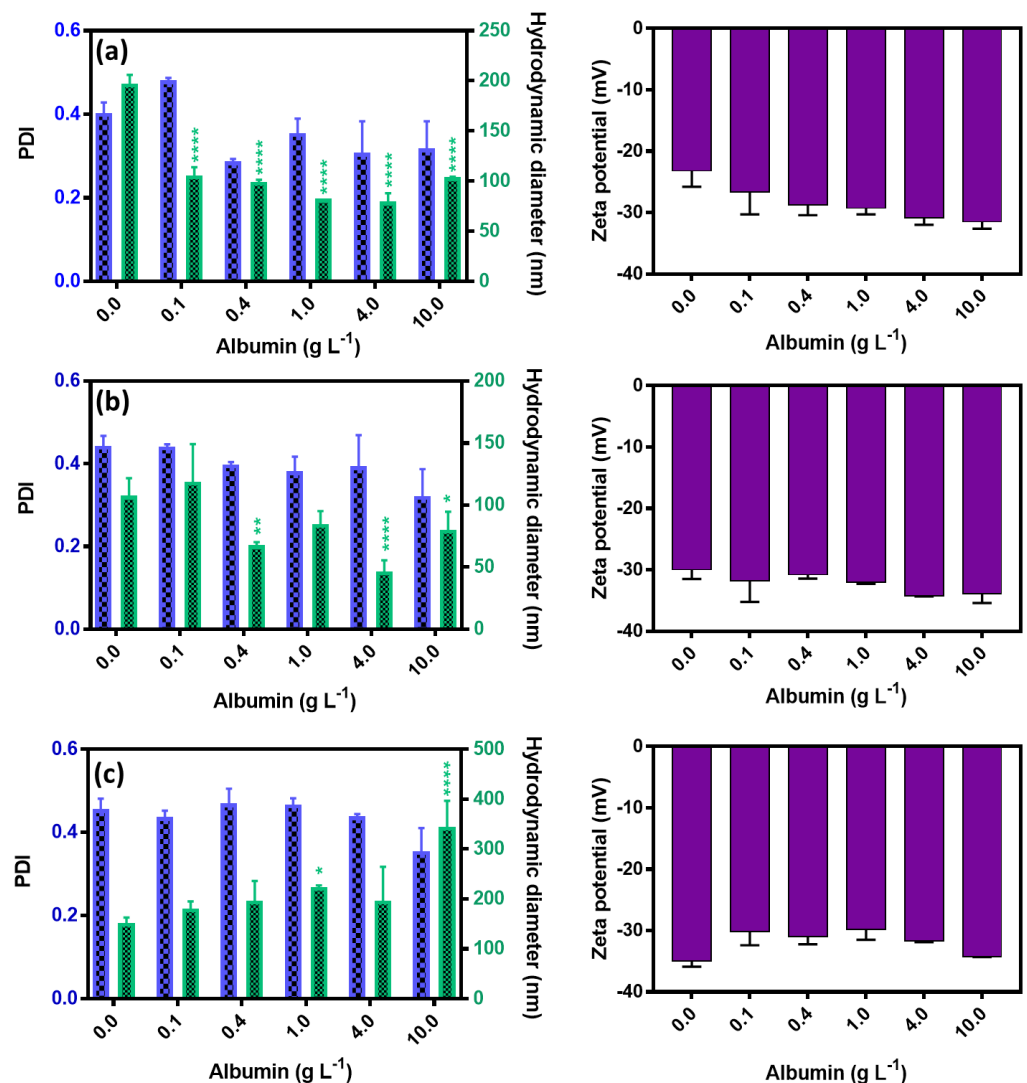 (a)
PDI
0.6
0.4
0.2
0.0
**** **** **** **** ****
250
200
150
100
50
0
Hydrodynamic diameter (nm)
0.0 0.1 0.4 1.0 4.0 10.0
Albumin (g L⁻¹)
Zeta potential (mV)
0
-10
-20
-30
-40
0.0 0.1 0.4 1.0 4.0 10.0
Albumin (g L⁻¹)
(b)
PDI
0.6
0.4
0.2
0.0
** **** *
200
150
100
50
0
Hydrodynamic diameter (nm)
0.0 0.1 0.4 1.0 4.0 10.0
Albumin (g L⁻¹)
Zeta potential (mV)
0
-10
-20
-30
-40
0.0 0.1 0.4 1.0 4.0 10.0
Albumin (g L⁻¹)
(c)
PDI
0.6
0.4
0.2
0.0
* ****
500
400
300
200
100
0
Hydrodynamic diameter (nm)
0.0 0.1 0.4 1.0 4.0 10.0
Albumin (g L⁻¹)
Zeta potential (mV)
0
-10
-20
-30
-40
0.0 0.1 0.4 1.0 4.0 10.0
Albumin (g L⁻¹)